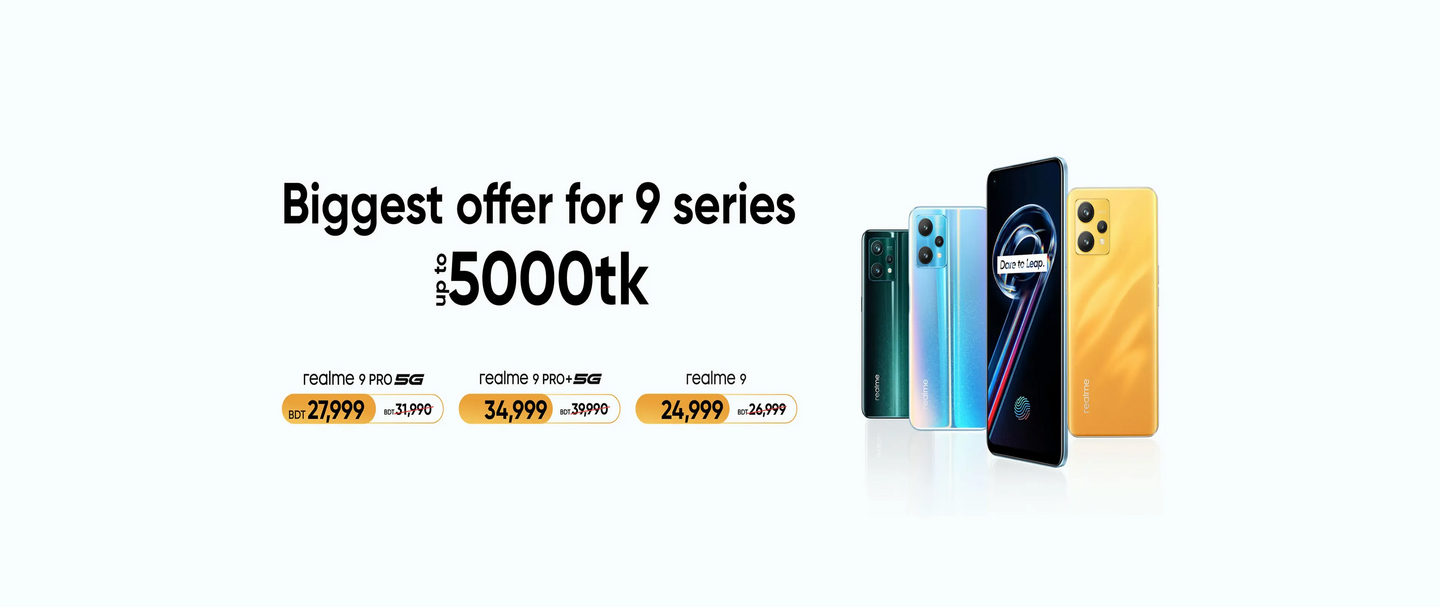 Biggest offer for 9 series
up to 5000tk
realme 9 PRO 5G
BDT 27,999 BDT.31,990
realme 9 PRO+ 5G
34,999 BDT.39,990
realme 9
24,999 BDT.26,999
Dare to Leap.
realme
realme
realme